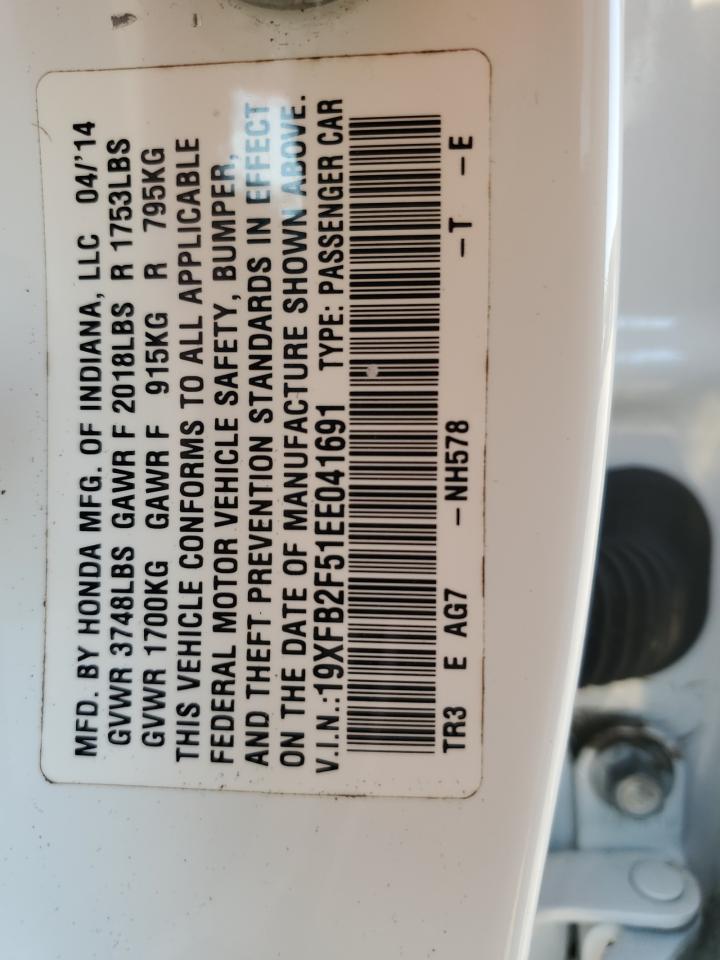 MFD. BY HONDA MFG. OF INDIANA, LLC 04/'14
GVWR 3748LBS GAWR F 2018LBS R 1753LBS
GVWR 1700KG GAWR F 915KG R 795KG
THIS VEHICLE CONFORMS TO ALL APPLICABLE
FEDERAL MOTOR VEHICLE SAFETY, BUMPER,
AND THEFT PREVENTION STANDARDS IN EFFECT
ON THE DATE OF MANUFACTURE SHOWN ABOVE.
V.I.N.:19XFB2F51EE041691 TYPE: PASSENGER CAR
TR3 E AG7 -NH578 -T -E